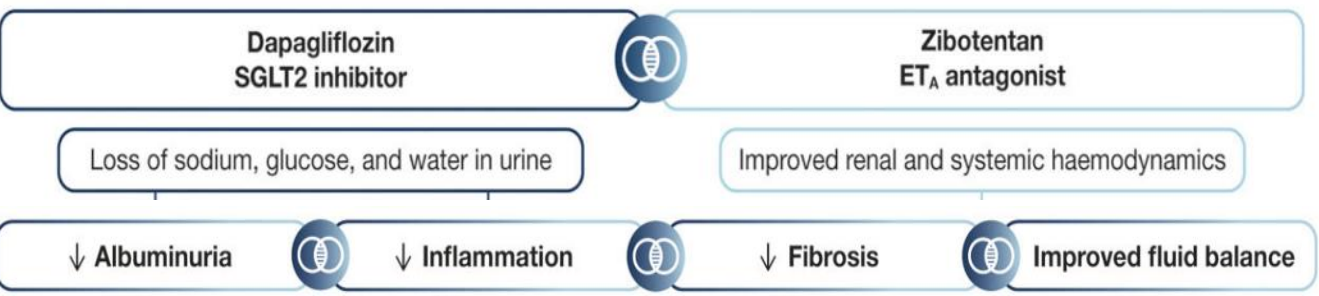 Dapagliflozin
SGLT2 inhibitor
Zibotentan
ET_A antagonist
Loss of sodium, glucose, and water in urine
Improved renal and systemic haemodynamics
↓ Albuminuria
↓ Inflammation
↓ Fibrosis
Improved fluid balance